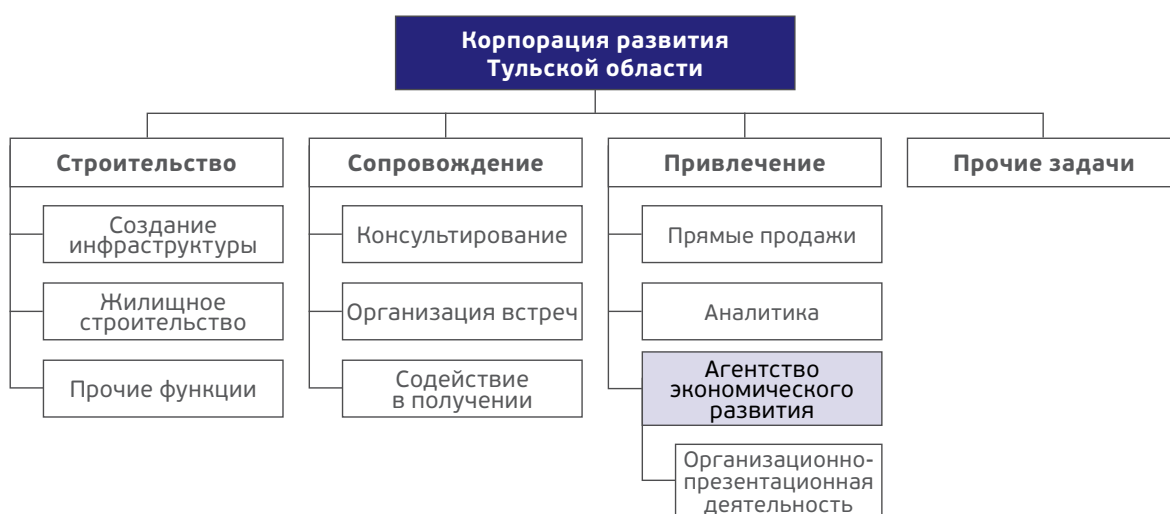 Корпорация развития
Тульской области
Строительство
Сопровождение
Привлечение
Прочие задачи
Создание
инфраструктуры
Консультирование
Прямые продажи
Жилищное
строительство
Организация встреч
Аналитика
Прочие функции
Содействие
в получении
Агентство
экономического
развития
Организационно-
презентационная
деятельность